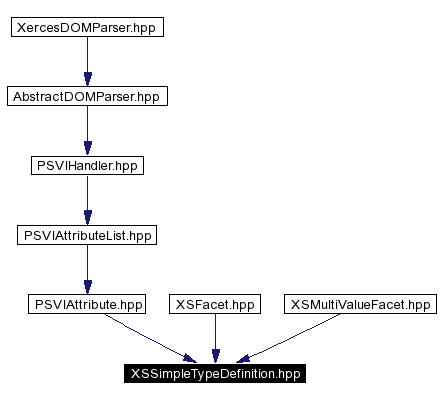 XercesDOMParser.hpp
AbstractDOMParser.hpp
PSVIHandler.hpp
PSVIAttributeList.hpp
PSVIAttribute.hpp
XSFacet.hpp
XSMultiValueFacet.hpp
XSSimpleTypeDefinition.hpp